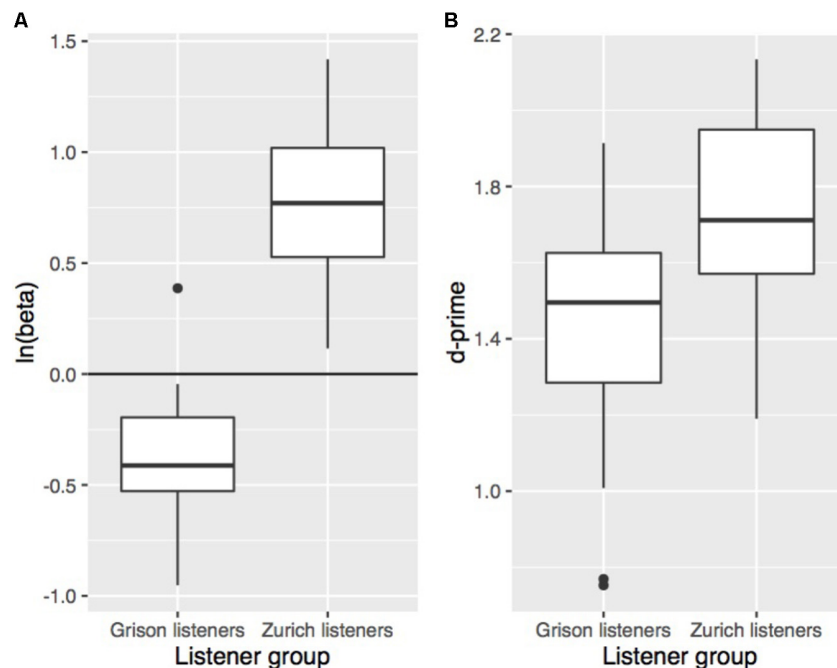 A
ln(beta)
1.5
1.0
0.5
0.0
-0.5
-1.0
Grison listeners Zurich listeners
Listener group
B
d-prime
2.2
1.8
1.4
1.0
Grison listeners Zurich listeners
Listener group